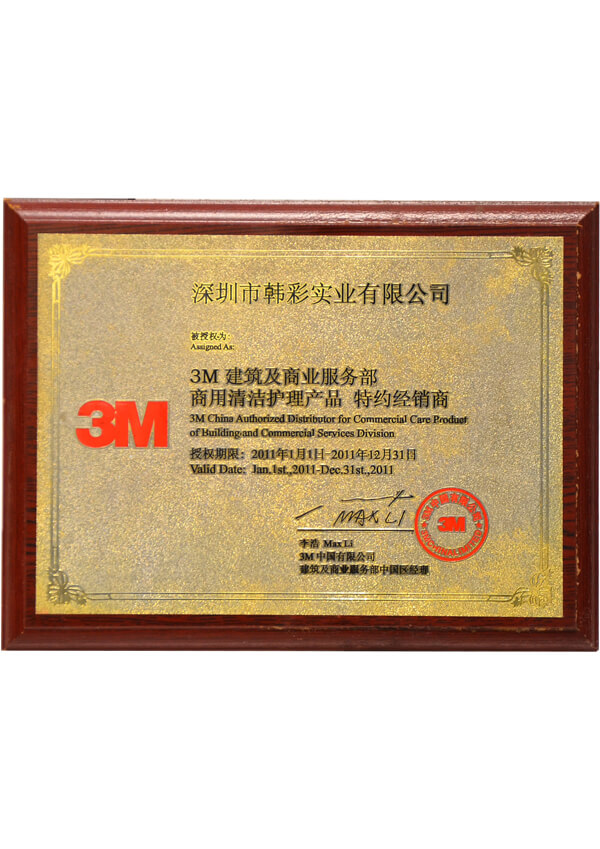 深圳市韩彩实业有限公司
被授权为:
Assigned As:
3M 建筑及商业服务部
商用清洁护理产品 特约经销商
3M China Authorized Distributor for Commercial Care Product
of Building and Commercial Services Division
3M
授权期限: 2011年1月1日-2011年12月31日
Valid Date: Jan.1st.,2011-Dec.31st.,2011
MAX LI
3M
李浩 Max Li
3M 中国有限公司
建筑及商业服务部中国区经理